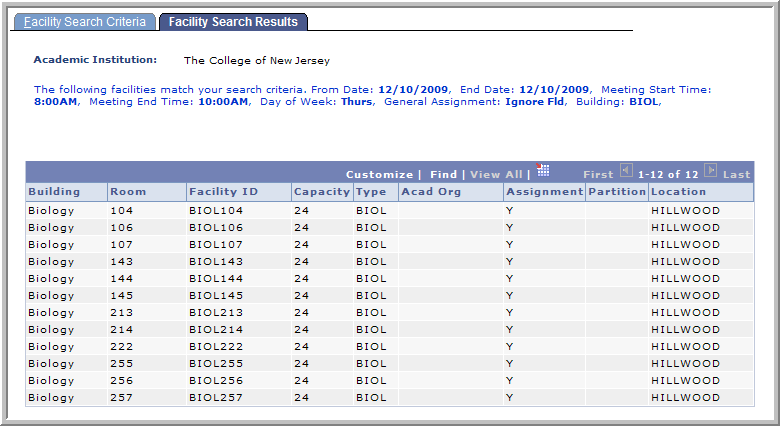 Facility Search Criteria Facility Search Results
Academic Institution: The College of New Jersey
The following facilities match your search criteria. From Date: 12/10/2009, End Date: 12/10/2009, Meeting Start Time:
8:00AM, Meeting End Time: 10:00AM, Day of Week: Thurs, General Assignment: Ignore Fld, Building: BIOL,
Customize | Find | View All | First 1-12 of 12 Last
Building Room Facility ID Capacity Type Acad Org Assignment Partition Location
Biology 104 BIOL104 24 BIOL Y HILLWOOD
Biology 106 BIOL106 24 BIOL Y HILLWOOD
Biology 107 BIOL107 24 BIOL Y HILLWOOD
Biology 143 BIOL143 24 BIOL Y HILLWOOD
Biology 144 BIOL144 24 BIOL Y HILLWOOD
Biology 145 BIOL145 24 BIOL Y HILLWOOD
Biology 213 BIOL213 24 BIOL Y HILLWOOD
Biology 214 BIOL214 24 BIOL Y HILLWOOD
Biology 222 BIOL222 24 BIOL Y HILLWOOD
Biology 255 BIOL255 24 BIOL Y HILLWOOD
Biology 256 BIOL256 24 BIOL Y HILLWOOD
Biology 257 BIOL257 24 BIOL Y HILLWOOD